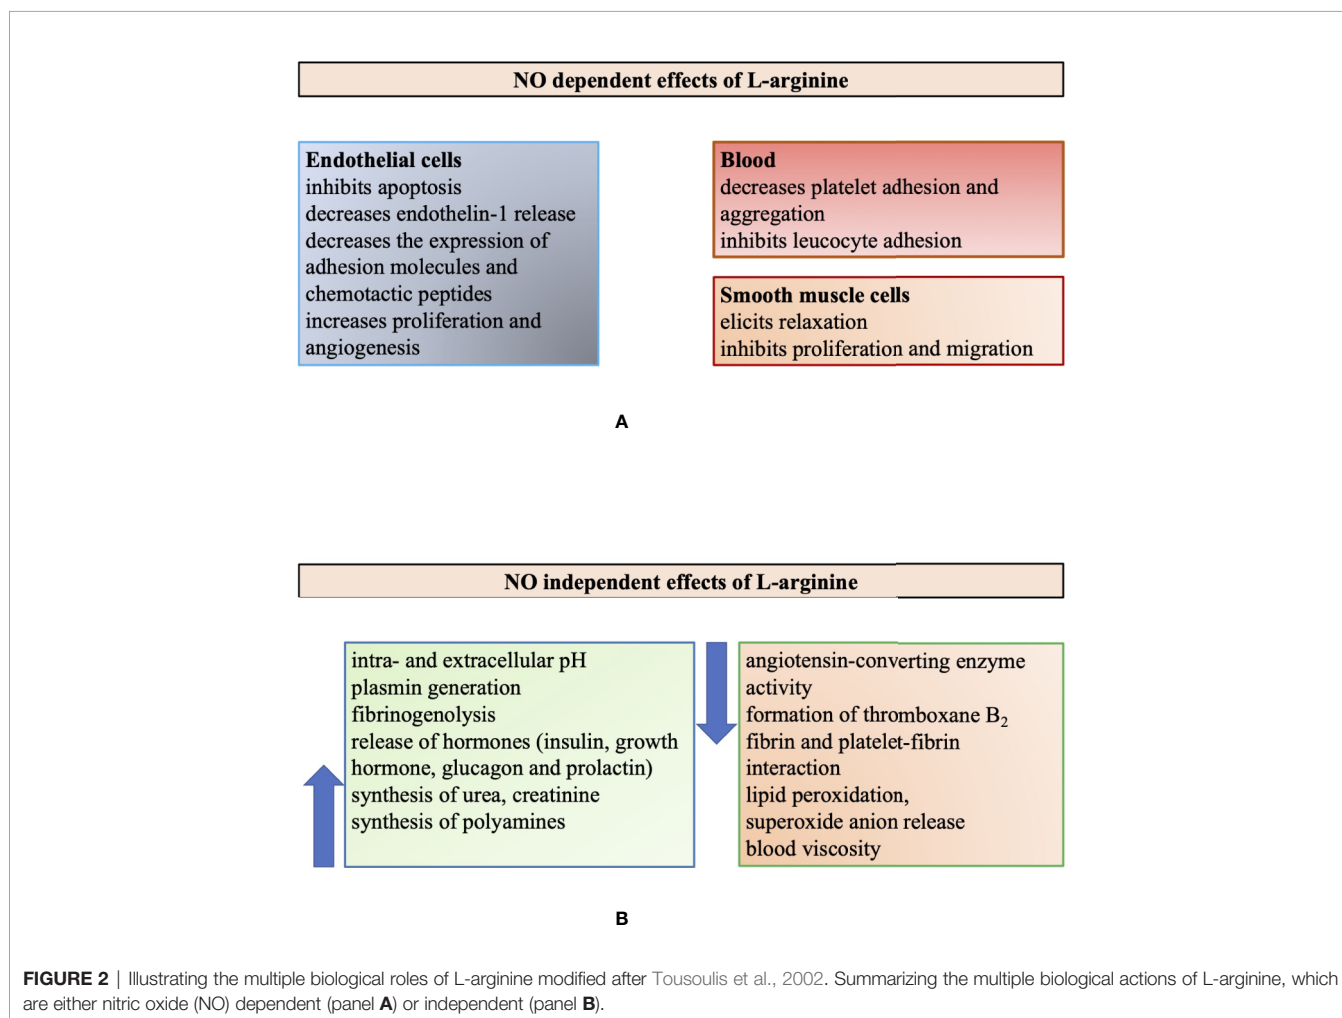 NO dependent effects of L-arginine
Endothelial cells
inhibits apoptosis
decreases endothelin-1 release
decreases the expression of
adhesion molecules and
chemotactic peptides
increases proliferation and
angiogenesis
Blood
decreases platelet adhesion and
aggregation
inhibits leucocyte adhesion
Smooth muscle cells
elicits relaxation
inhibits proliferation and migration
A
NO independent effects of L-arginine
intra- and extracellular pH
plasmin generation
fibrinogenolysis
release of hormones (insulin, growth
hormone, glucagon and prolactin)
synthesis of urea, creatinine
synthesis of polyamines
angiotensin-converting enzyme
activity
formation of thromboxane B₂
fibrin and platelet-fibrin
interaction
lipid peroxidation,
superoxide anion release
blood viscosity
B
FIGURE 2 | Illustrating the multiple biological roles of L-arginine modified after Tousoulis et al., 2002. Summarizing the multiple biological actions of L-arginine, which
are either nitric oxide (NO) dependent (panel A) or independent (panel B).